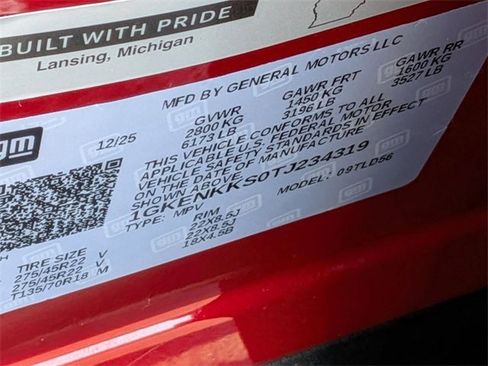 BUILT WITH PRIDE
Lansing, Michigan
gm
12/25
MFD BY GENERAL MOTORS LLC
GVWR GAWR FRT GAWR RR
2800 KG 1450 KG 1600 KG
6173 LB 3196 LB 3527 LB
THIS VEHICLE CONFORMS TO ALL
APPLICABLE U.S. FEDERAL MOTOR
VEHICLE SAFETY STANDARDS IN EFFECT
ON THE DATE OF MANUFACTURE
SHOWN ABOVE.
1GKENKKS0TJ234319
TYPE: MPV MODEL: 09TLD56
TIRE SIZE RIM
275/45R22 V 22X8.5J
275/45R22 V 22X8.5J
T135/70R18 M 18X4.5B